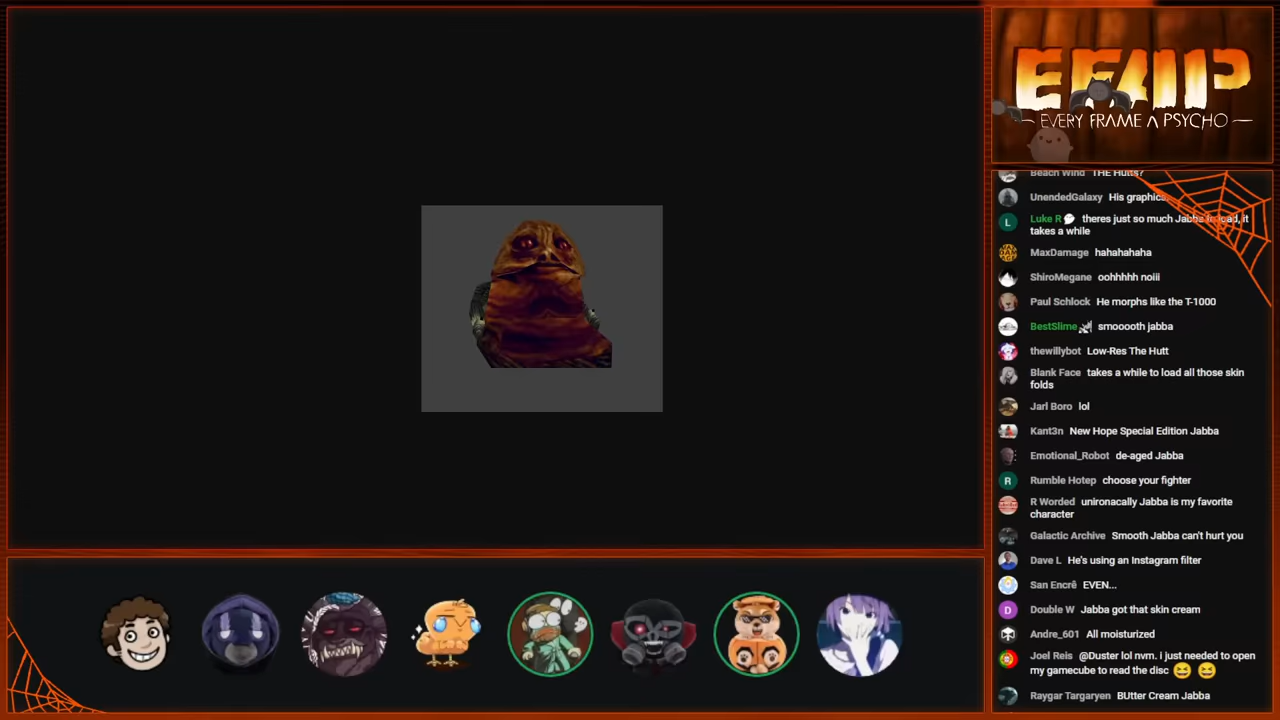 EFAP
EVERY FRAME A PSYCHO
Beach Wind THE Hutts?
UnendedGalaxy His graphics
Luke R theres just so much Jabba to load, it
takes a while
MaxDamage hahahahaha
ShiroMegane oohhhhh noiii
Paul Schlock He morphs like the T-1000
BestSlime smooooth jabba
thewillybot Low-Res The Hutt
Blank Face takes a while to load all those skin
folds
Jarl Boro lol
Kant3n New Hope Special Edition Jabba
Emotional_Robot de-aged Jabba
R
Rumble Hotep choose your fighter
R Worded unironacally Jabba is my favorite
character
Galactic Archive Smooth Jabba can't hurt you
Dave L He's using an Instagram filter
San Encrê EVEN...
D
Double W Jabba got that skin cream
Andre_601 All moisturized
Joel Reis @Duster lol nvm. i just needed to open
my gamecube to read the disc
Raygar Targaryen BUtter Cream Jabba
L